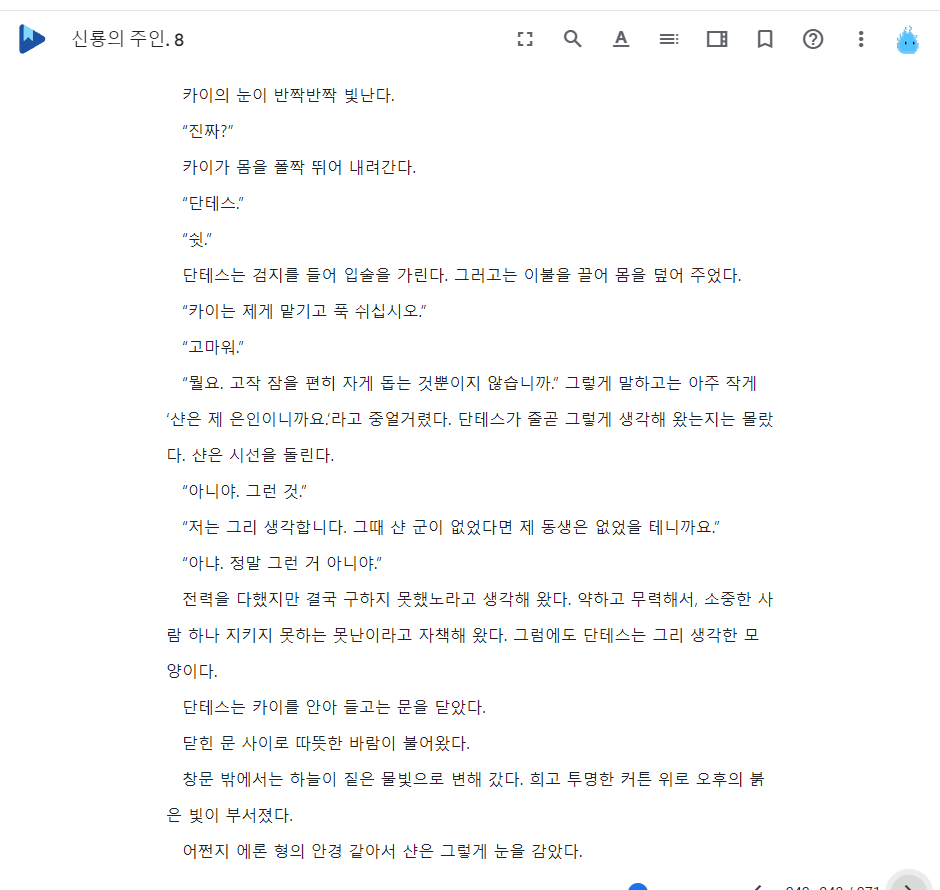 신룡의 주인. 8
카이의 눈이 반짝반짝 빛난다.
“진짜?”
카이가 몸을 폴짝 뛰어 내려간다.
“단테스.”
“쉿.”
단테스는 검지를 들어 입술을 가린다. 그러고는 이불을 끌어 몸을 덮어 주었다.
“카이는 제게 맡기고 푹 쉬십시오.”
“고마워.”
“뭘요. 고작 잠을 편히 자게 돕는 것뿐이지 않습니까.” 그렇게 말하고는 아주 작게
‘샨은 제 은인이니까요.’라고 중얼거렸다. 단테스가 줄곧 그렇게 생각해 왔는지는 몰랐
다. 샨은 시선을 돌린다.
“아니야. 그런 것.”
“저는 그리 생각합니다. 그때 샨 군이 없었다면 제 동생은 없었을 테니까요.”
“아냐. 정말 그런 거 아니야.”
전력을 다했지만 결국 구하지 못했노라고 생각해 왔다. 약하고 무력해서, 소중한 사
람 하나 지키지 못하는 못난이라고 자책해 왔다. 그럼에도 단테스는 그리 생각한 모
양이다.
단테스는 카이를 안아 들고는 문을 닫았다.
닫힌 문 사이로 따뜻한 바람이 불어왔다.
창문 밖에서는 하늘이 짙은 물빛으로 변해 갔다. 희고 투명한 커튼 위로 오후의 붉
은 빛이 부서졌다.
어쩐지 에론 형의 안경 같아서 샨은 그렇게 눈을 감았다.